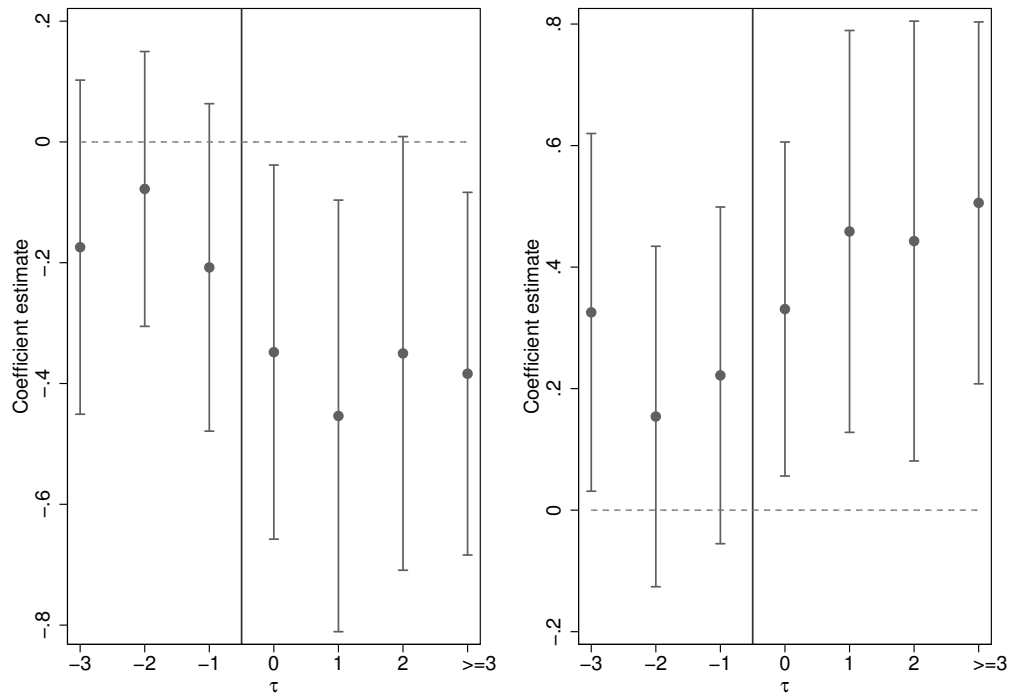 Coefficient estimate
.2
0
-.2
-.4
-.6
-.8
−3 −2 −1 0 1 2 >=3
τ
Coefficient estimate
.8
.6
.4
.2
0
-.2
−3 −2 −1 0 1 2 >=3
τ